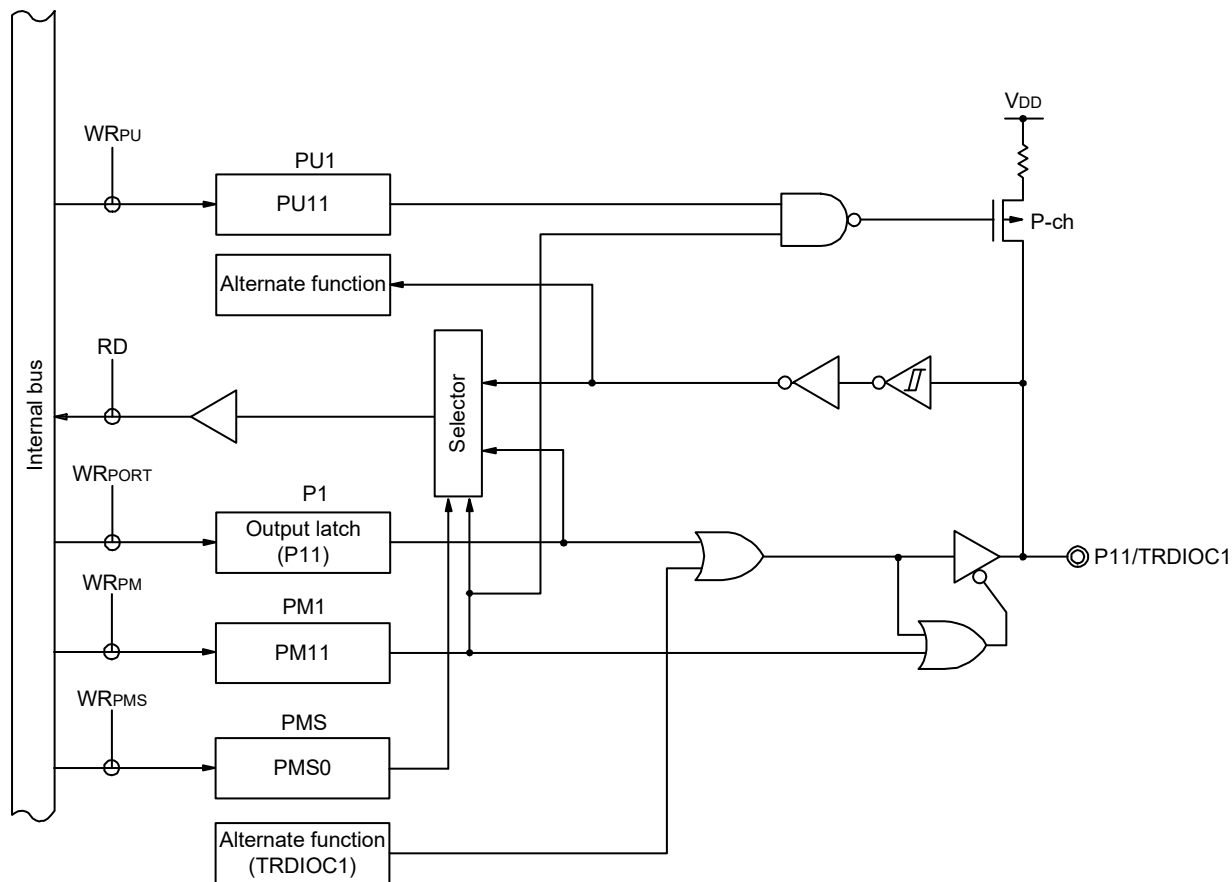 VDD
WRPU
PU1
PU11
P-ch
Alternate function
RD
Selector
Internal bus
WRPORT
P1
Output latch
(P11)
P11/TRDIOC1
WRPM
PM1
PM11
WRPMS
PMS
PMS0
Alternate function
(TRDIOC1)